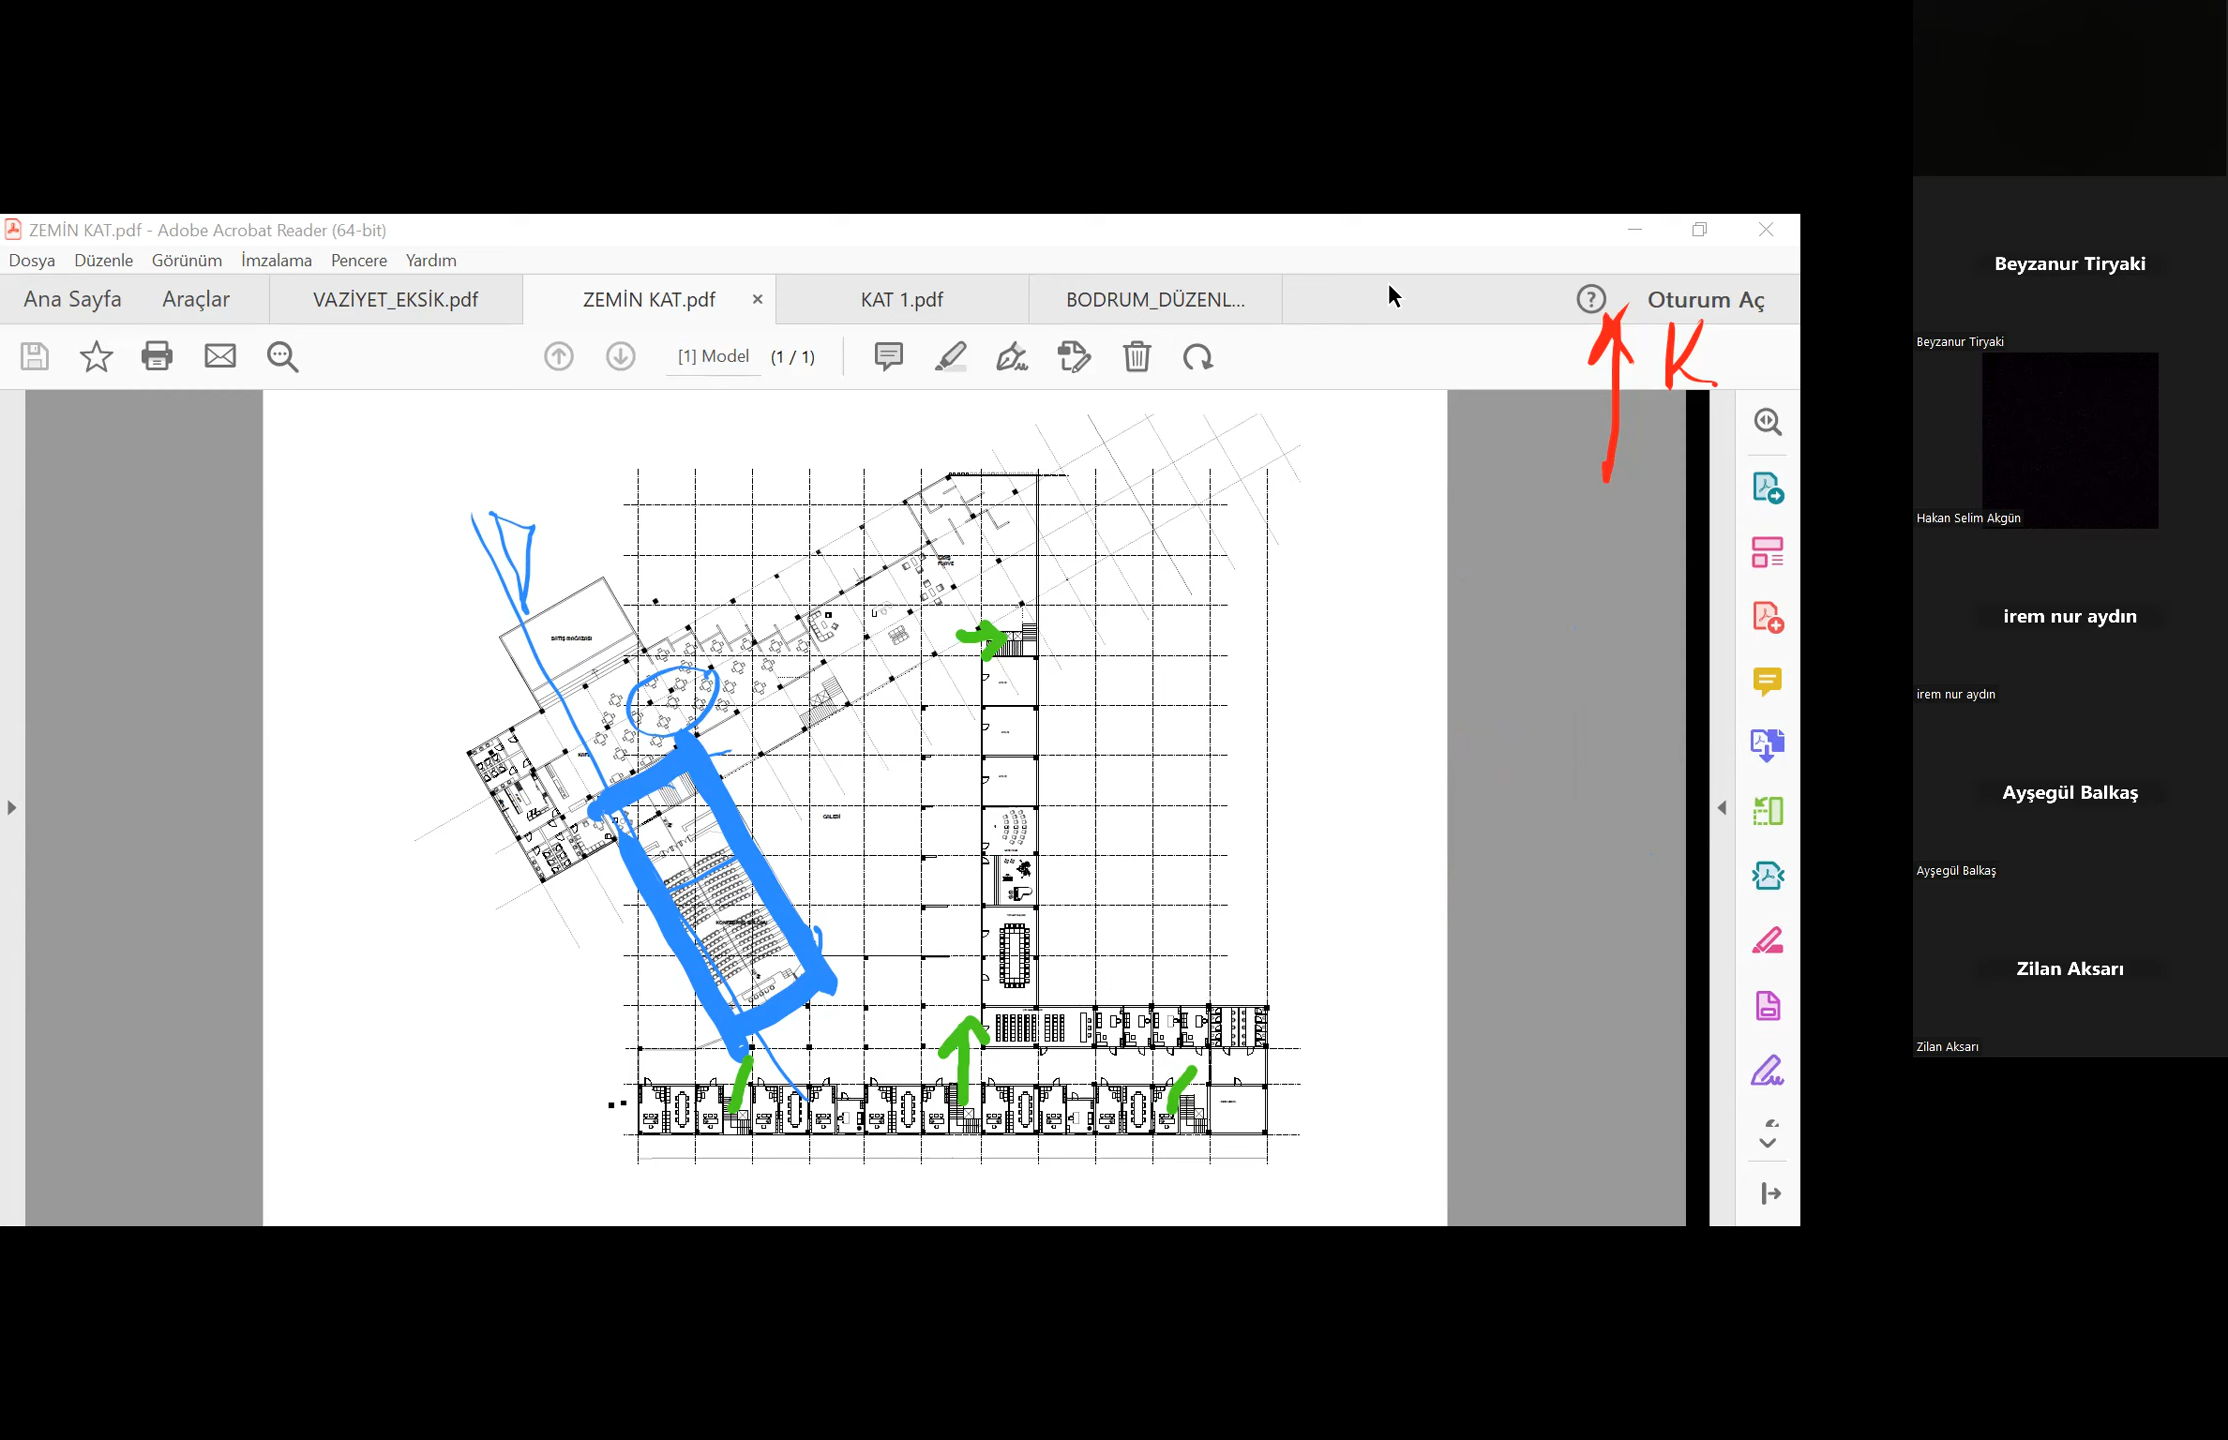 ZEMİN KAT.pdf - Adobe Acrobat Reader (64-bit)
Dosya Düzenle Görünüm İmzalama Pencere Yardım
Ana Sayfa Araçlar VAZİYET_EKSİK.pdf ZEMİN KAT.pdf × KAT 1.pdf BODRUM_DÜZENL... ? Oturum Aç
[1] Model (1 / 1)
K
SATIŞ MAĞAZASI
GALERİ
Beyzanur Tiryaki
Beyzanur Tiryaki
Hakan Selim Akgün
irem nur aydın
irem nur aydın
Ayşegül Balkaş
Ayşegül Balkaş
Zilan Aksarı
Zilan Aksarı